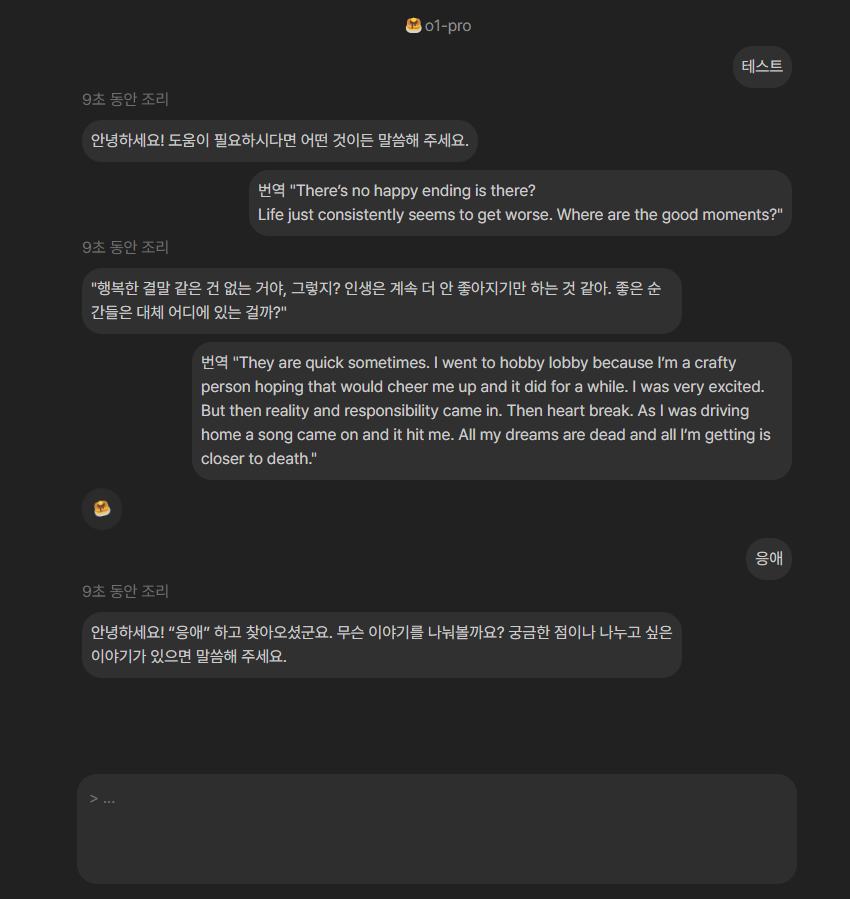 o1-pro
테스트
9초 동안 조리
안녕하세요! 도움이 필요하시다면 어떤 것이든 말씀해 주세요.
번역 "There’s no happy ending is there?
Life just consistently seems to get worse. Where are the good moments?"
9초 동안 조리
"행복한 결말 같은 건 없는 거야, 그렇지? 인생은 계속 더 안 좋아지기만 하는 것 같아. 좋은 순
간들은 대체 어디에 있는 걸까?"
번역 "They are quick sometimes. I went to hobby lobby because I’m a crafty
person hoping that would cheer me up and it did for a while. I was very excited.
But then reality and responsibility came in. Then heart break. As I was driving
home a song came on and it hit me. All my dreams are dead and all I’m getting is
closer to death."
응애
9초 동안 조리
안녕하세요! “응애” 하고 찾아오셨군요. 무슨 이야기를 나눠볼까요? 궁금한 점이나 나누고 싶은
이야기가 있으면 말씀해 주세요.
> ...